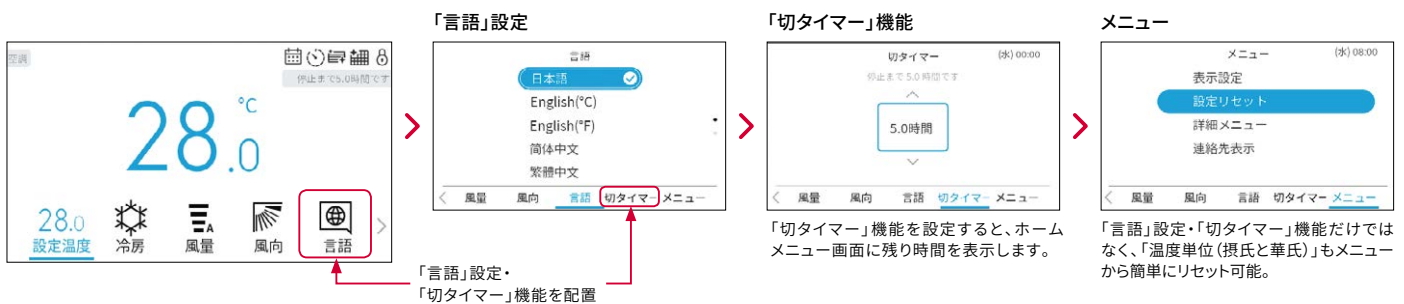 「言語」設定
「切タイマー」機能
メニュー
空調
停止まで5.0時間です
28.0
°C
28.0
設定温度
冷房
A
風量
風向
言語
言語
日本語
English(°C)
English(°F)
简体中文
繁體中文
風量 風向 言語 切タイマー メニュー
「言語」設定・
「切タイマー」機能を配置
切タイマー
(水) 00:00
停止まで 5.0 時間です
5.0時間
風量 風向 言語 切タイマー メニュー
「切タイマー」機能を設定すると、ホーム
メニュー画面に残り時間を表示します。
メニュー
(水) 08:00
表示設定
設定リセット
詳細メニュー
連絡先表示
風量 風向 言語 切タイマー メニュー
「言語」設定・「切タイマー」機能だけでは
なく、「温度単位（摂氏と華氏）」もメニュー
から簡単にリセット可能。